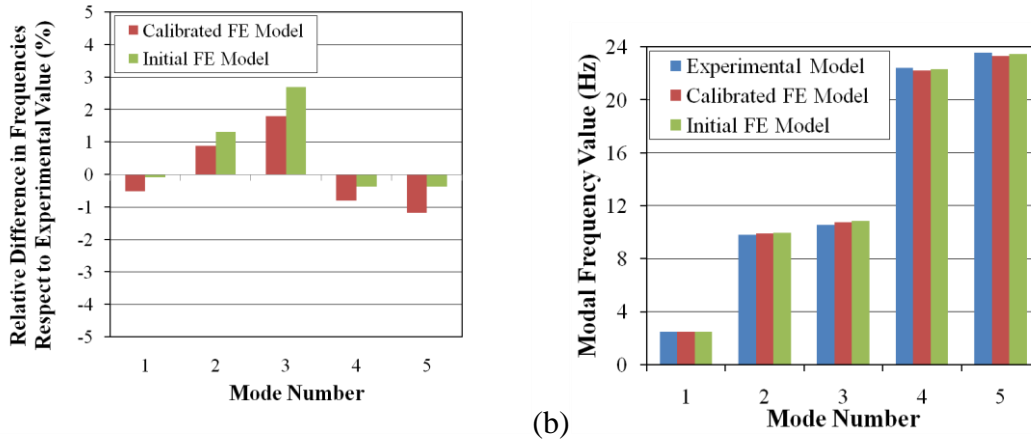 Relative Difference in Frequencies
Respect to Experimental Value (%)
5
4
3
2
1
0
-1
-2
-3
-4
-5
Calibrated FE Model
Initial FE Model
1 2 3 4 5
Mode Number
(b)
Modal Frequency Value (Hz)
24
20
16
12
8
4
0
Experimental Model
Calibrated FE Model
Initial FE Model
1 2 3 4 5
Mode Number